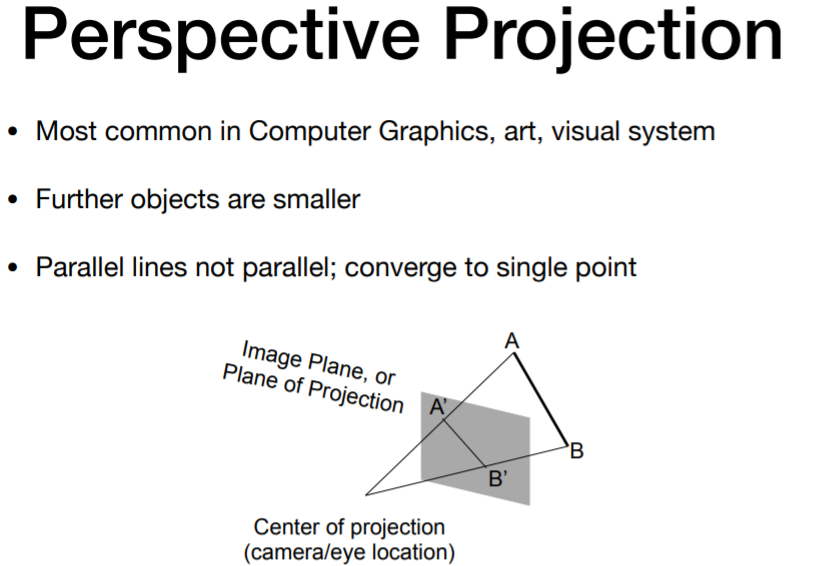 Perspective Projection
• Most common in Computer Graphics, art, visual system
• Further objects are smaller
• Parallel lines not parallel; converge to single point
Image Plane, or
Plane of Projection
A
A’
B
B’
Center of projection
(camera/eye location)